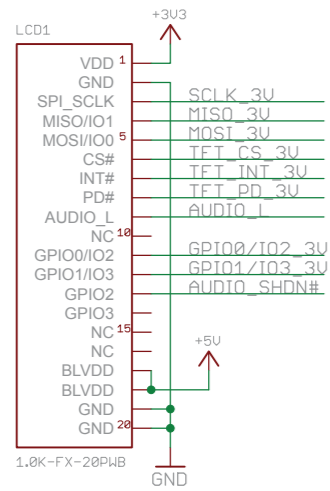 +3V3
LCD1
VDD 1
GND
SPI_SCLK SCLK_3V
MISO/IO1 MISO_3V
MOSI/IO0 5 MOSI_3V
CS# TFT_CS_3V
INT# TFT_INT_3V
PD# TFT_PD_3V
AUDIO_L AUDIO_L
NC 10
GPIO0/IO2 GPIO0/IO2_3V
GPIO1/IO3 GPIO1/IO3_3V
GPIO2 AUDIO_SHDN#
GPIO3
NC 15
NC
+5V
BLVDD
BLVDD
GND
GND 20
1.0K-FX-20PWB
GND